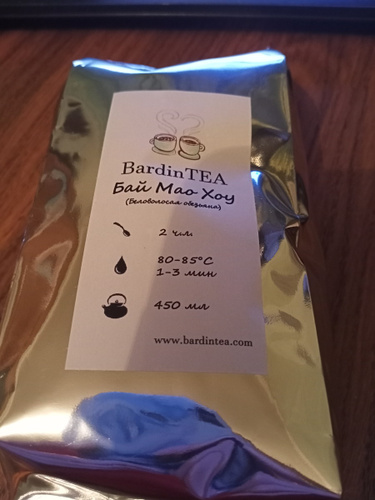 BardinTEA
Бай Мао Хоу
(Беловолосая обезьяна)
2 ч.л.
80-85°C
1-3 мин
450 мл
www.bardintea.com